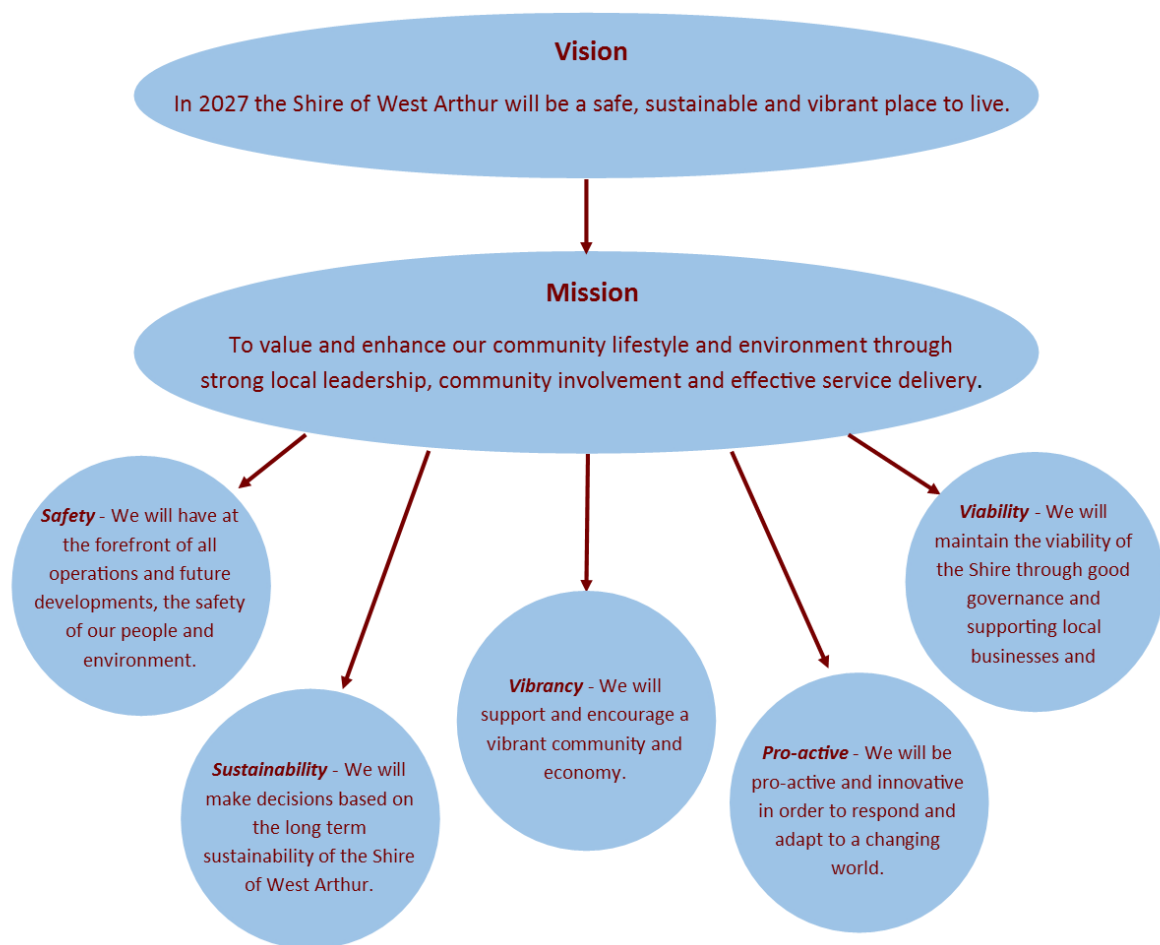 Vision
In 2027 the Shire of West Arthur will be a safe, sustainable and vibrant place to live.
Mission
To value and enhance our community lifestyle and environment through
strong local leadership, community involvement and effective service delivery.
Safety - We will have at
the forefront of all
operations and future
developments, the safety
of our people and
environment.
Sustainability - We will
make decisions based on
the long term
sustainability of the Shire
of West Arthur.
Vibrancy - We will
support and encourage a
vibrant community and
economy.
Pro-active - We will be
pro-active and innovative
in order to respond and
adapt to a changing
world.
Viability - We will
maintain the viability of
the Shire through good
governance and
supporting local
businesses and